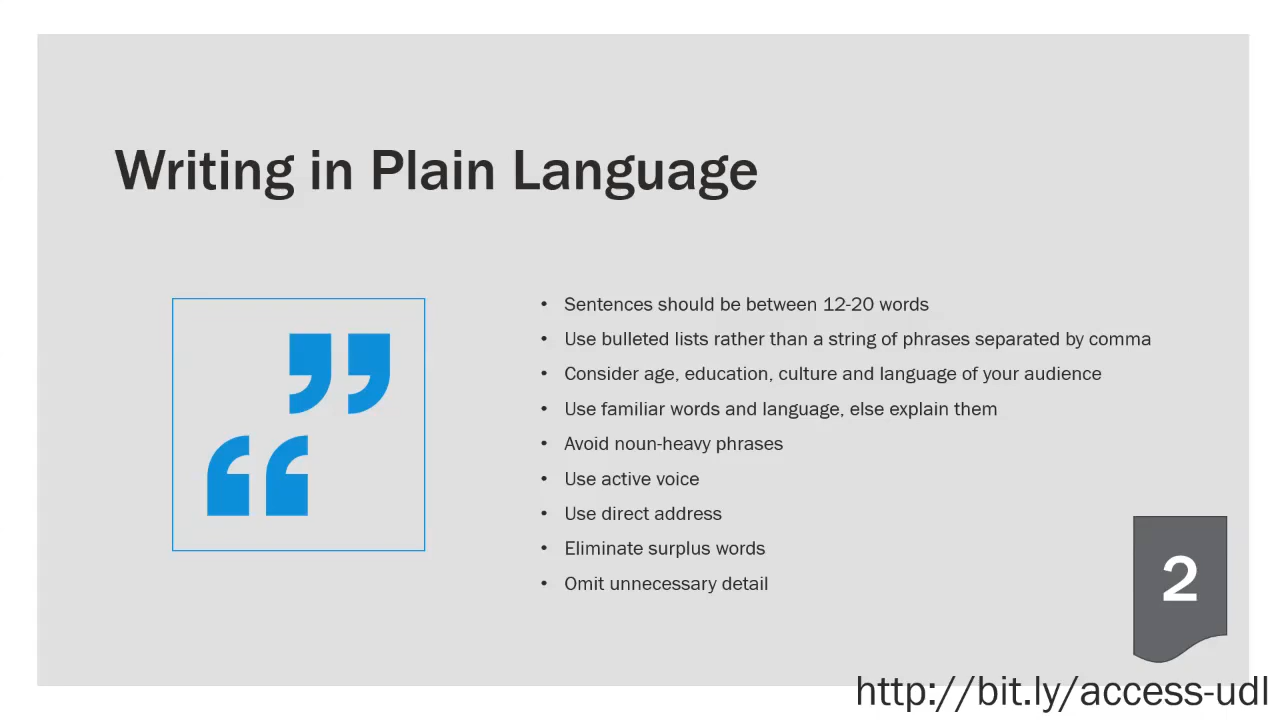 Writing in Plain Language
• Sentences should be between 12-20 words
• Use bulleted lists rather than a string of phrases separated by comma
• Consider age, education, culture and language of your audience
• Use familiar words and language, else explain them
• Avoid noun-heavy phrases
• Use active voice
• Use direct address
• Eliminate surplus words
• Omit unnecessary detail
2
http://bit.ly/access-udl